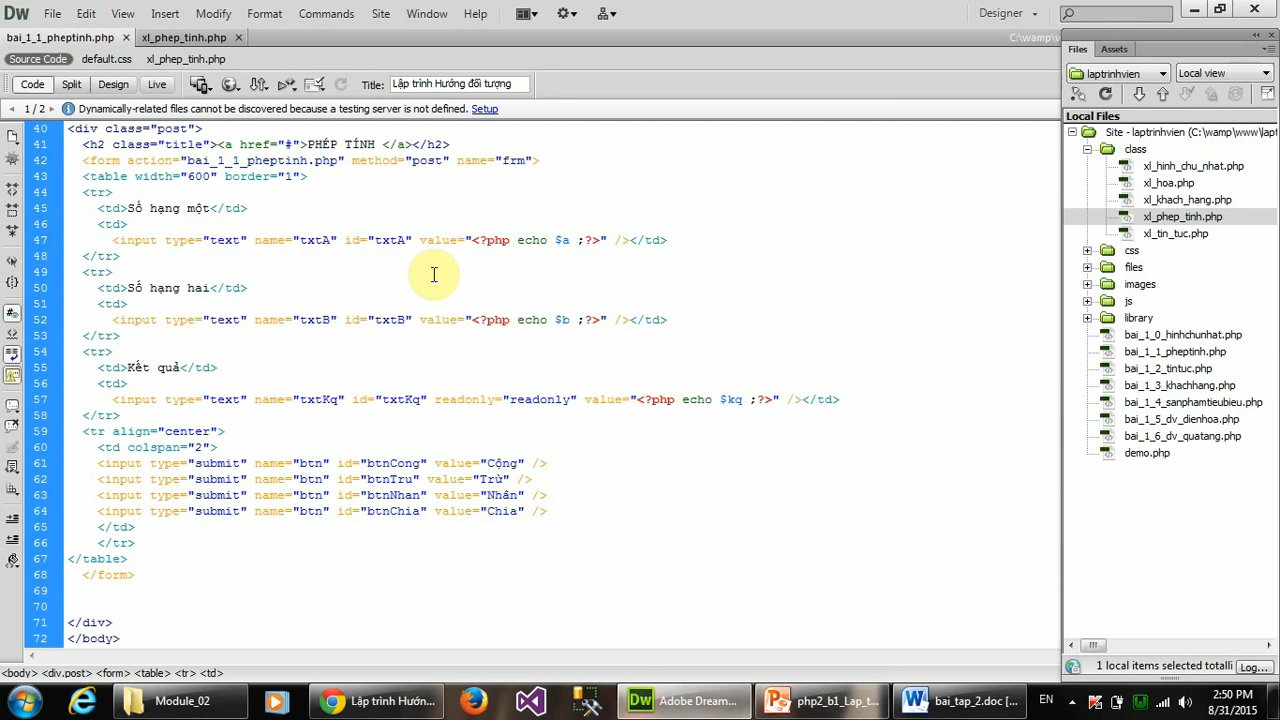 Dw File Edit View Insert Modify Format Commands Site Window Help Designer
bai_1_1_pheptinh.php × xl_phep_tinh.php × C:\wamp\w
Source Code default.css xl_phep_tinh.php
Code Split Design Live Title: Lập trình Hướng đối tượng
1 / 2 Dynamically-related files cannot be discovered because a testing server is not defined. Setup
40 <div class="post">
41 <h2 class="title"><a href="#">PHÉP TÍNH </a></h2>
42 <form action="bai_1_1_pheptinh.php" method="post" name="frm">
43 <table width="600" border="1">
44 <tr>
45 <td>Số hạng một</td>
46 <td>
47 <input type="text" name="txtA" id="txtA" value="<?php echo $a ;?>" /></td>
48 </tr>
49 <tr>
50 <td>Số hạng hai</td>
51 <td>
52 <input type="text" name="txtB" id="txtB" value="<?php echo $b ;?>" /></td>
53 </tr>
54 <tr>
55 <td>Kết quả</td>
56 <td>
57 <input type="text" name="txtKq" id="txtKq" readonly="readonly" value="<?php echo $kq ;?>" /></td>
58 </tr>
59 <tr align="center">
60 <td colspan="2">
61 <input type="submit" name="btn" id="btnCong" value="Cộng" />
62 <input type="submit" name="btn" id="btnTru" value="Trừ" />
63 <input type="submit" name="btn" id="btnNhan" value="Nhân" />
64 <input type="submit" name="btn" id="btnChia" value="Chia" />
65 </td>
66 </tr>
67 </table>
68 </form>
69
70
71 </div>
72 </body>
<body> <div.post> <form> <table> <tr> <td>
Files Assets
laptrinhvien Local view
Local Files
Site - laptrinhvien (C:\wamp\www\lapt
class
xl_hinh_chu_nhat.php
xl_hoa.php
xl_khach_hang.php
xl_phep_tinh.php
xl_tin_tuc.php
css
files
images
js
library
bai_1_0_hinhchunhat.php
bai_1_1_pheptinh.php
bai_1_2_tintuc.php
bai_1_3_khachhang.php
bai_1_4_sanphamtieubieu.php
bai_1_5_dv_dienhoa.php
bai_1_6_dv_quatang.php
demo.php
1 local items selected totalli Log...
Module_02 Lập trình Hướn... Dw Adobe Dream... php2_b1_Lap_t... bai_tap_2.doc [... EN 2:50 PM
8/31/2015